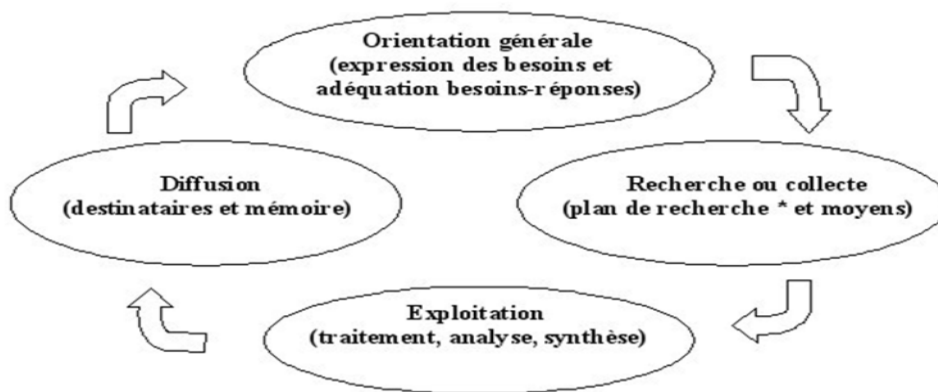 Orientation générale
(expression des besoins et
adéquation besoins-réponses)
Diffusion
(destinataires et mémoire)
Recherche ou collecte
(plan de recherche * et moyens)
Exploitation
(traitement, analyse, synthèse)